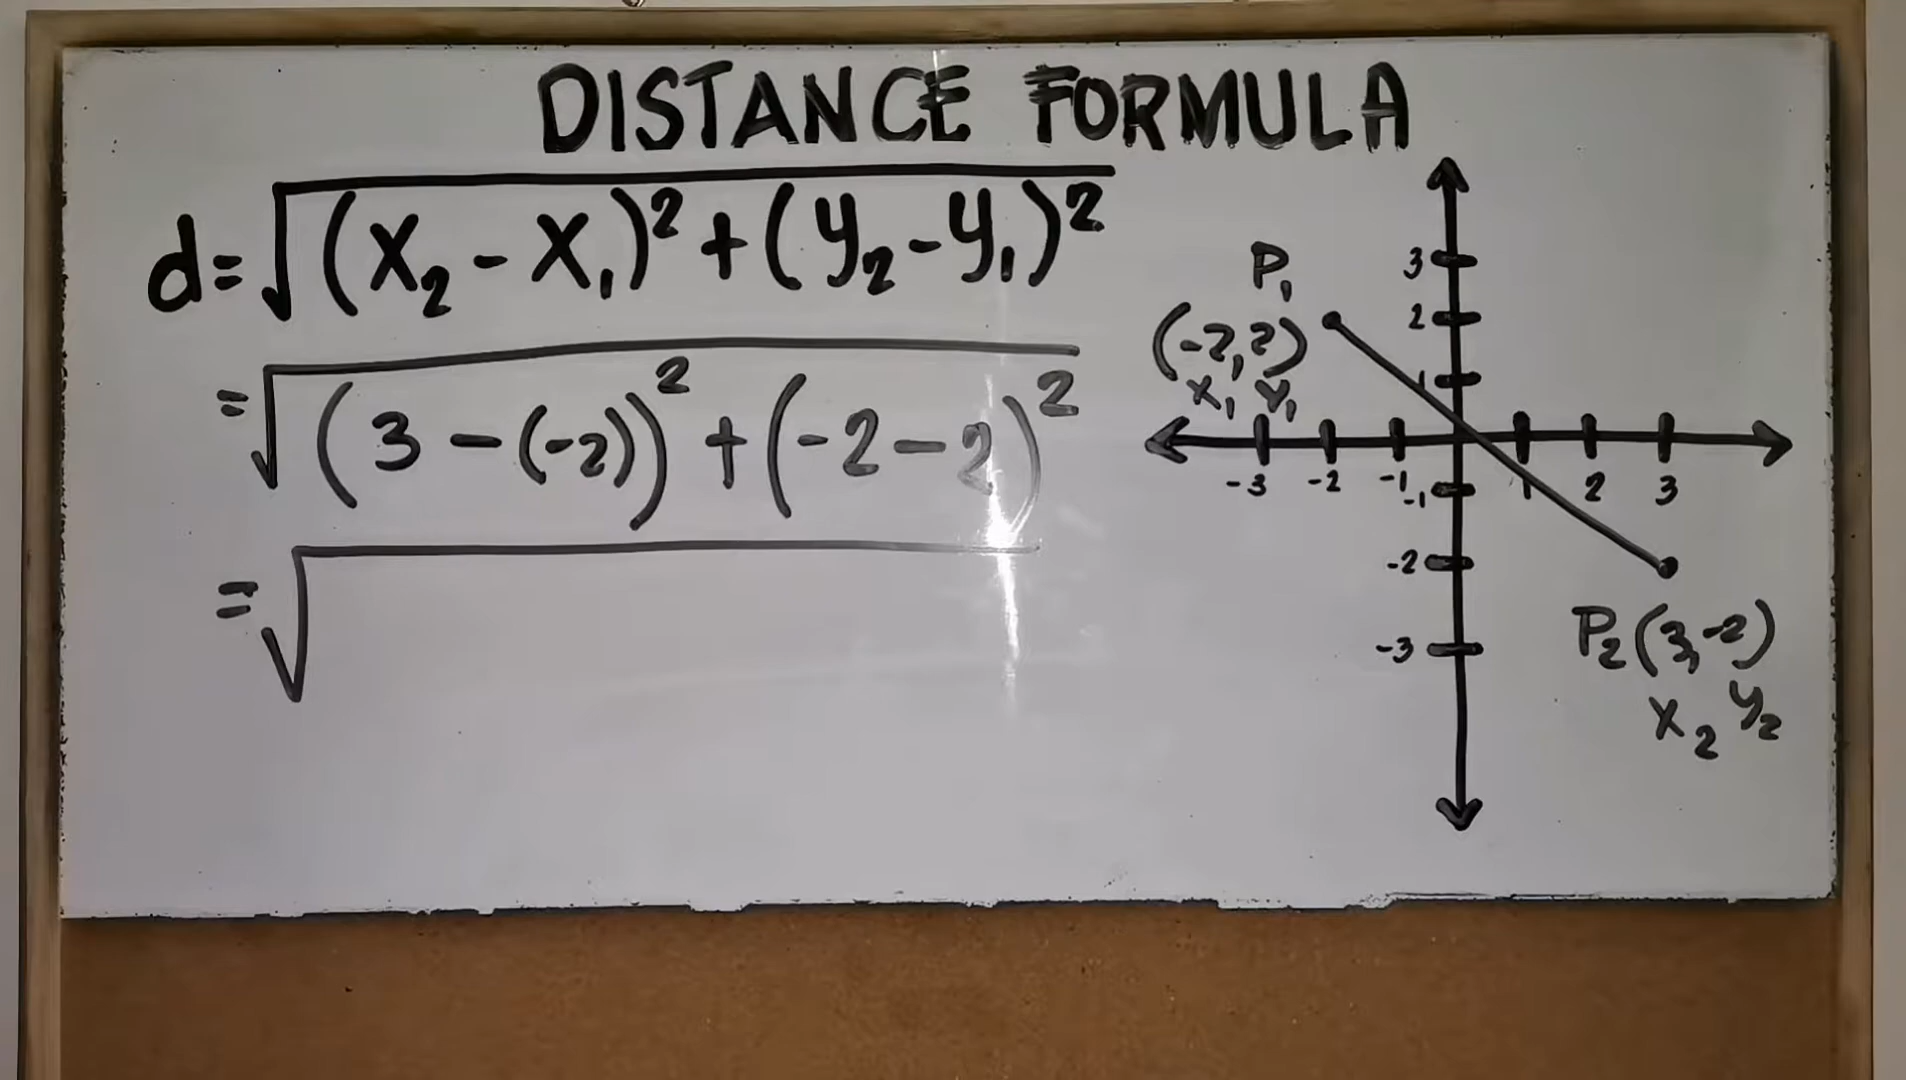 DISTANCE FORMULA
d=√(x₂-x₁)²+(y₂-y₁)²
=√(3-(-2))²+(-2-2)²
=√
P₁
(-2,2)
x₁ y₁
3
2
1
-3 -2 -1 1 2 3
-1
-2
-3
P₂(3,-2)
x₂ y₂